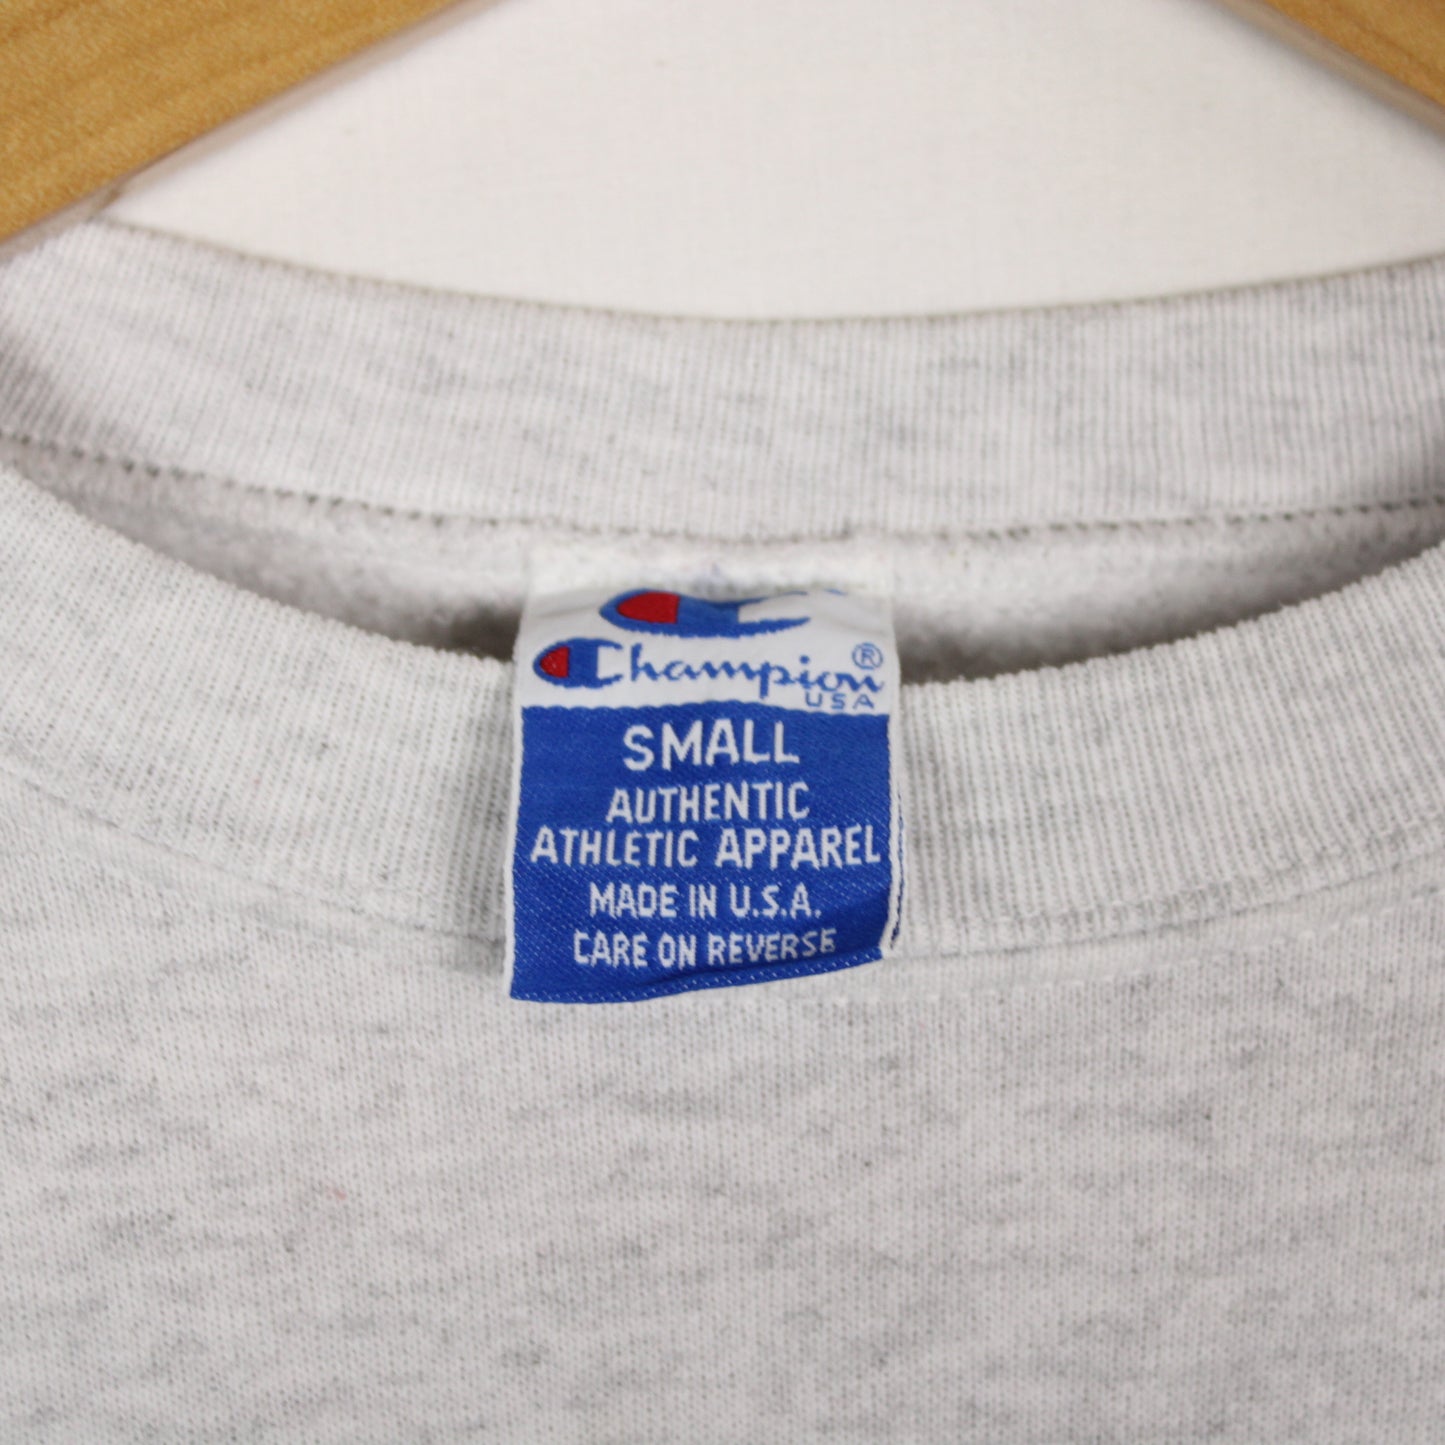 Champion®
USA
SMALL
AUTHENTIC
ATHLETIC APPAREL
MADE IN U.S.A.
CARE ON REVERSE